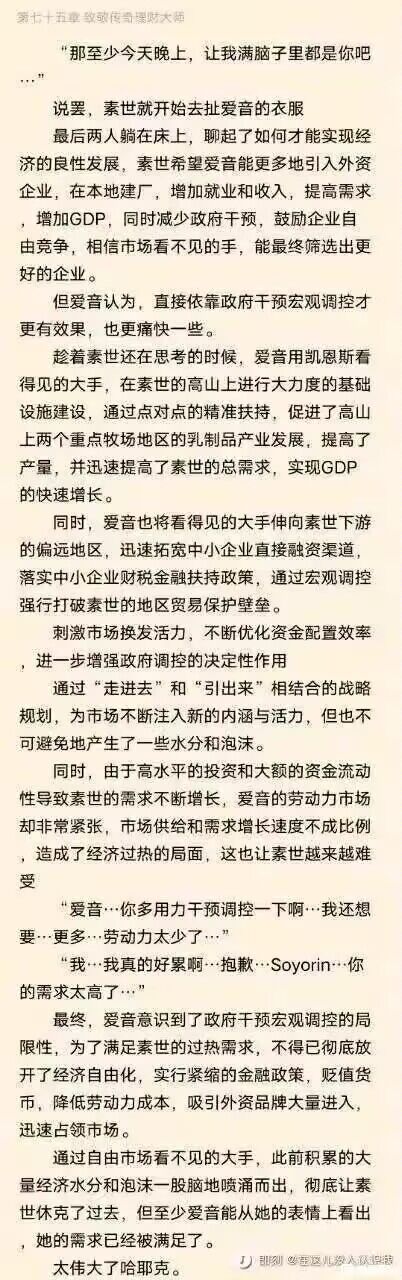 第七十五章 致敬传奇理财大师
“那至少今天晚上，让我满脑子里都是你吧
…”
说罢，素世就开始去扯爱音的衣服
最后两人躺在床上，聊起了如何才能实现经
济的良性发展，素世希望爱音能更多地引入外资
企业，在本地建厂，增加就业和收入，提高需求
，增加GDP，同时减少政府干预，鼓励企业自
由竞争，相信市场看不见的手，能最终筛选出更
好的企业。
但爱音认为，直接依靠政府干预宏观调控才
更有效果，也更痛快一些。
趁着素世还在思考的时候，爱音用凯恩斯看
得见的大手，在素世的高山上进行大力度的基础
设施建设，通过点对点的精准扶持，促进了高山
上两个重点牧场地区的乳制品产业发展，提高了
产量，并迅速提高了素世的总需求，实现GDP
的快速增长。
同时，爱音也将看得见的大手伸向素世下游
的偏远地区，迅速拓宽中小企业直接融资渠道，
落实中小企业财税金融扶持政策，通过宏观调控
强行打破素世的地区贸易保护壁垒。
刺激市场换发活力，不断优化资金配置效率
，进一步增强政府调控的决定性作用
通过“走进去”和“引出来”相结合的战略
规划，为市场不断注入新的内涵与活力，但也不
可避免地产生了一些水分和泡沫。
同时，由于高水平的投资和大额的资金流动
性导致素世的需求不断增长，爱音的劳动力市场
却非常紧张，市场供给和需求增长速度不成比例
，造成了经济过热的局面，这也让素世越来越难
受
“爱音…你多用力干预调控一下啊…我还想
要…更多…劳动力太少了…”
“我…我真的好累啊…抱歉…Soyorin…你
的需求太高了…”
最终，爱音意识到了政府干预宏观调控的局
限性，为了满足素世的过热需求，不得已彻底放
开了经济自由化，实行紧缩的金融政策，贬值货
币，降低劳动力成本，吸引外资品牌大量进入，
迅速占领市场。
通过自由市场看不见的大手，此前积累的大
量经济水分和泡沫一股脑地喷涌而出，彻底让素
世休克了过去，但至少爱音能从她的表情上看出
，她的需求已经被满足了。
太伟大了哈耶克。